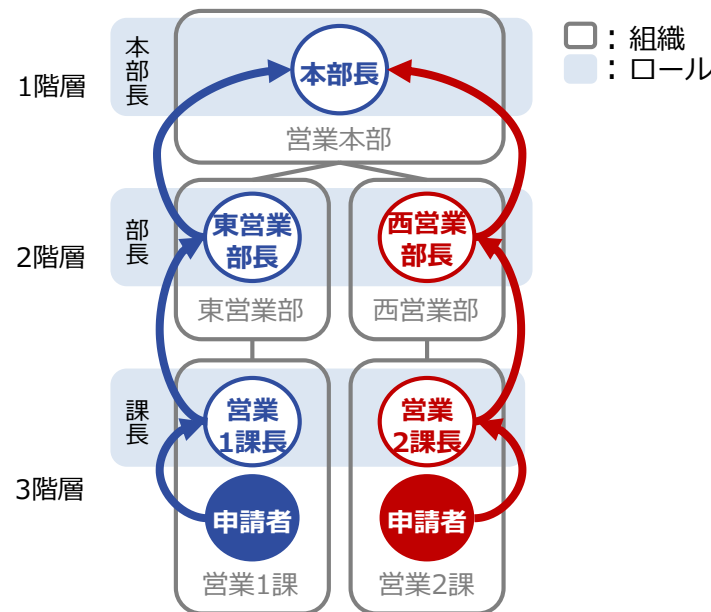 本部長
1階層
本部長
営業本部
：組織
：ロール
部長
2階層
東営業
部長
西営業
部長
東営業部
西営業部
課長
3階層
営業
1課長
営業
2課長
申請者
申請者
営業1課
営業2課